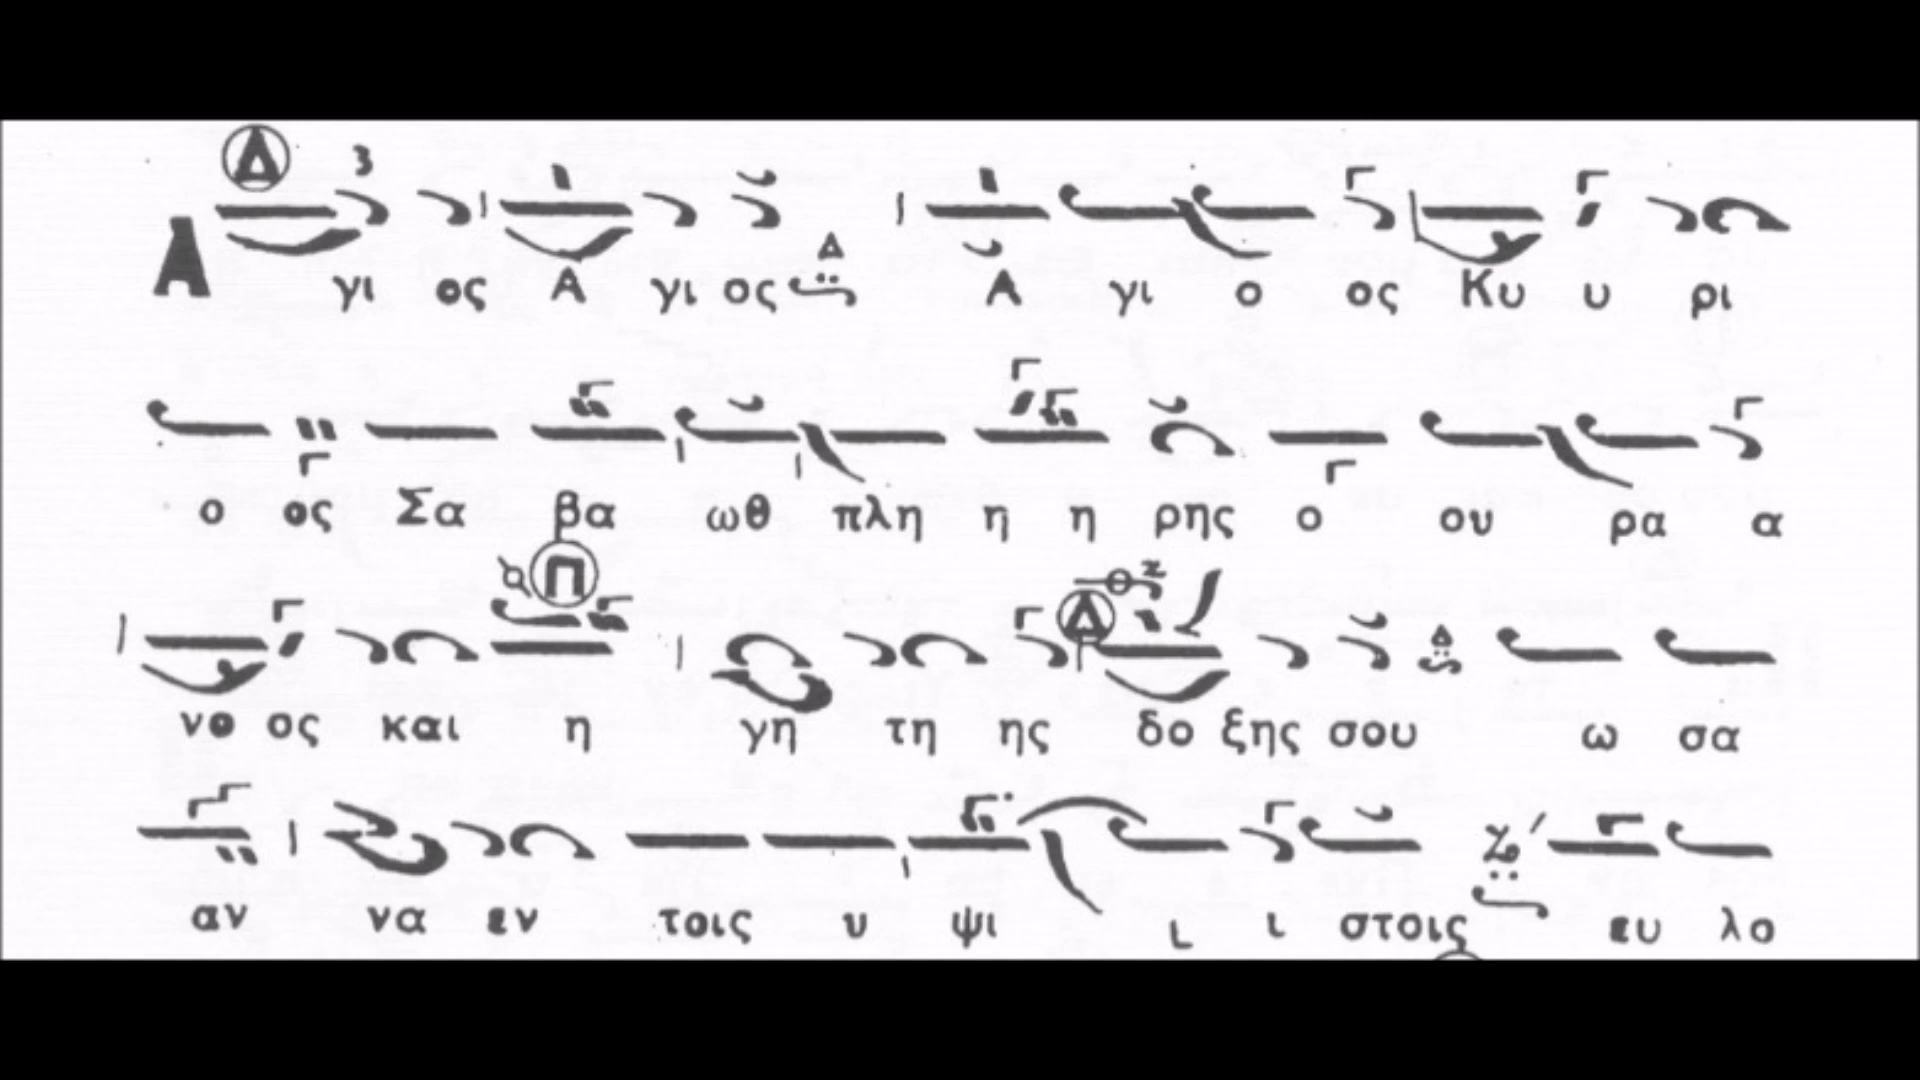 Α γι ος Α γι ος Α γι ο ος Κυ υ ρι
ο ος Σα βα ωθ πλη η η ρης ο ου ρα α
νο ος και η γη τη ης δο ξης σου ω σα
αν να εν τοις υ ψι ι ι στοις ευ λο